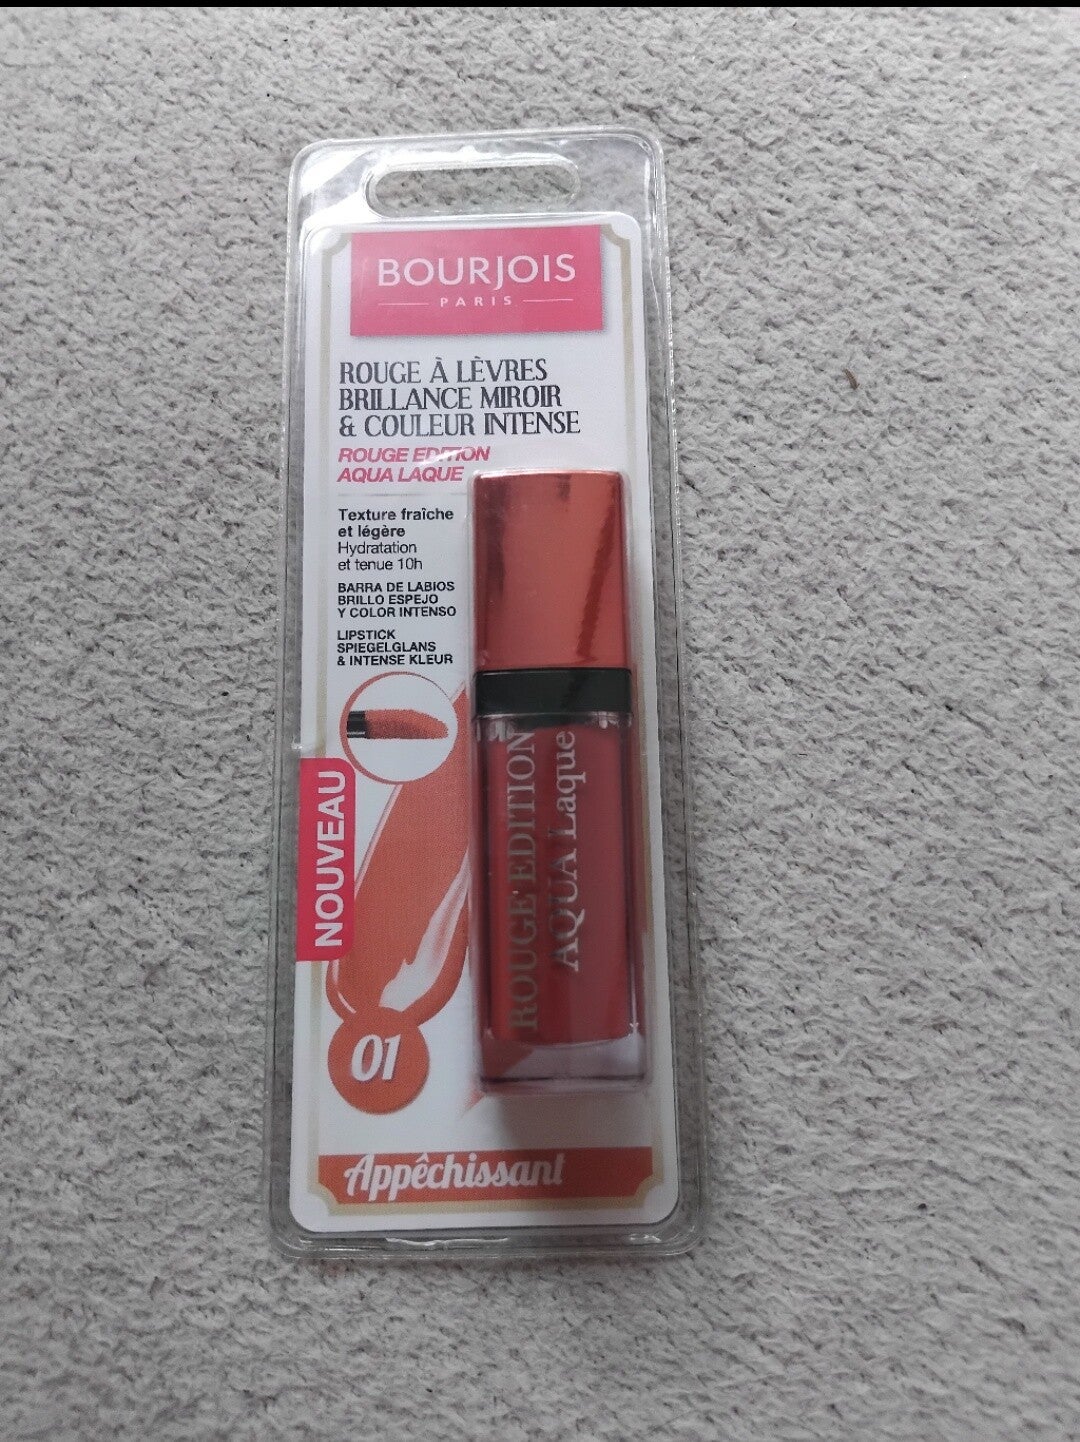 BOURJOIS
PARIS
ROUGE À LÈVRES
BRILLANCE MIROIR
& COULEUR INTENSE
ROUGE EDITION
AQUA LAQUE
Texture fraîche
et légère
Hydratation
et tenue 10h
BARRA DE LABIOS
BRILLO ESPEJO
Y COLOR INTENSO
LIPSTICK
SPIEGELGLANS
& INTENSE KLEUR
NOUVEAU
ROUGE EDITION
AQUA Laque
01
Appêchissant